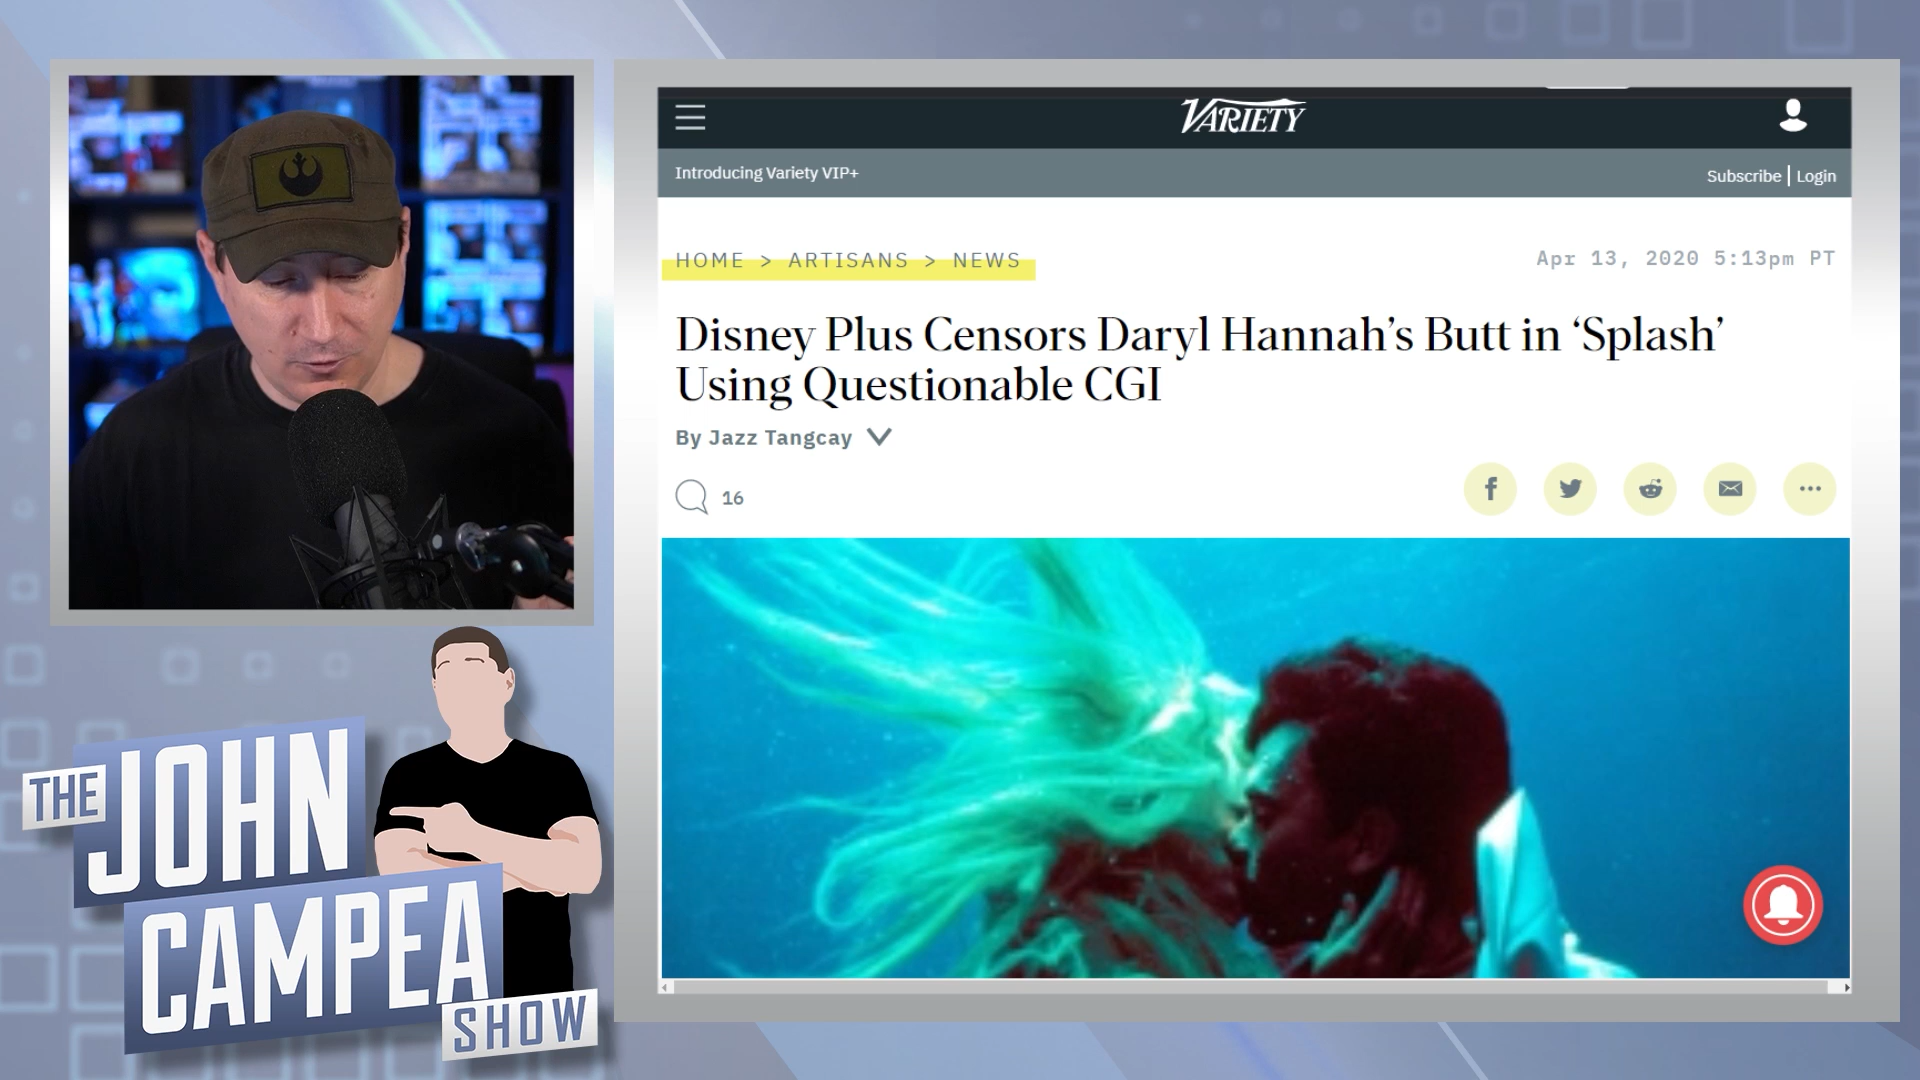 VARIETY
Introducing Variety VIP+
Subscribe | Login
HOME > ARTISANS > NEWS
Apr 13, 2020 5:13pm PT
Disney Plus Censors Daryl Hannah’s Butt in ‘Splash’
Using Questionable CGI
By Jazz Tangcay
16
THE
JOHN
CAMPEA
SHOW